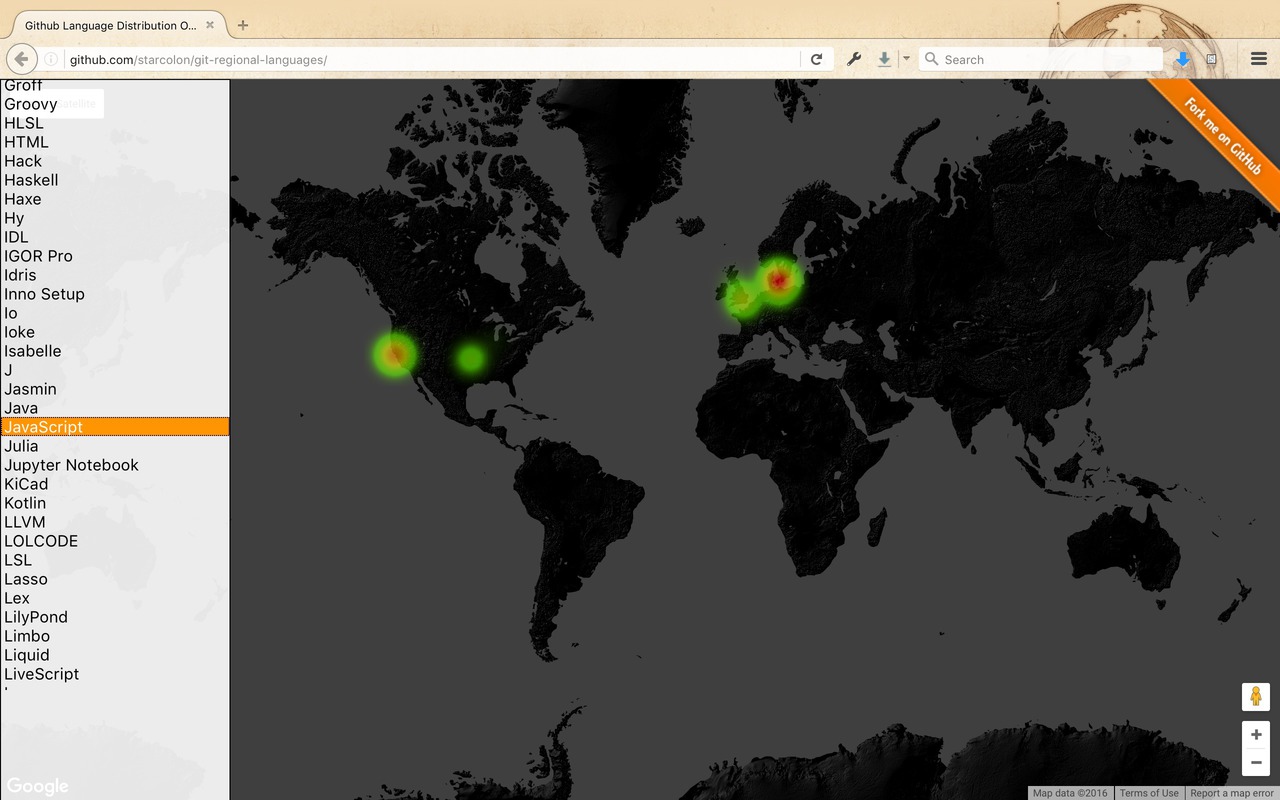 Github Language Distribution O...
github.com/starcolon/git-regional-languages/
Search
Groff
Groovy
Satellite
HLSL
HTML
Hack
Haskell
Haxe
Hy
IDL
IGOR Pro
Idris
Inno Setup
Io
Ioke
Isabelle
J
Jasmin
Java
JavaScript
Julia
Jupyter Notebook
KiCad
Kotlin
LLVM
LOLCODE
LSL
Lasso
Lex
LilyPond
Limbo
Liquid
LiveScript
Fork me on GitHub
Google
Map data ©2016
Terms of Use
Report a map error